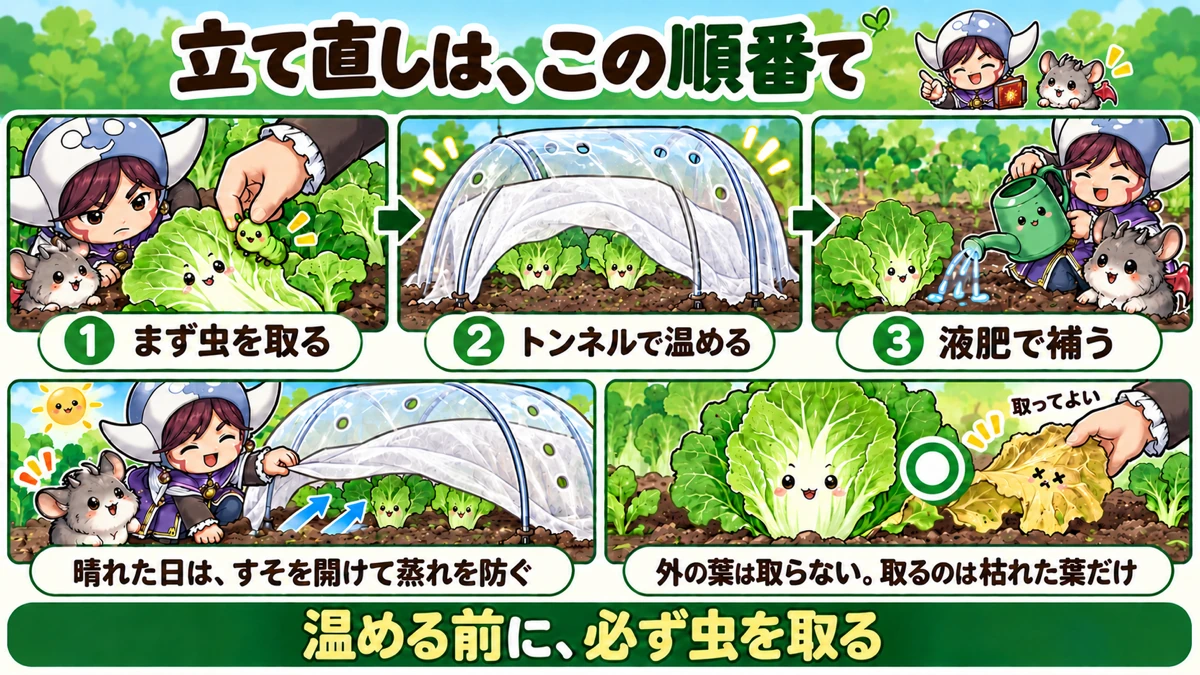 立て直しは、この順番で
1 まず虫を取る
2 トンネルで温める
3 液肥で補う
晴れた日は、すそを開けて蒸れを防ぐ
取ってよい
外の葉は取らない。取るのは枯れた葉だけ
温める前に、必ず虫を取る